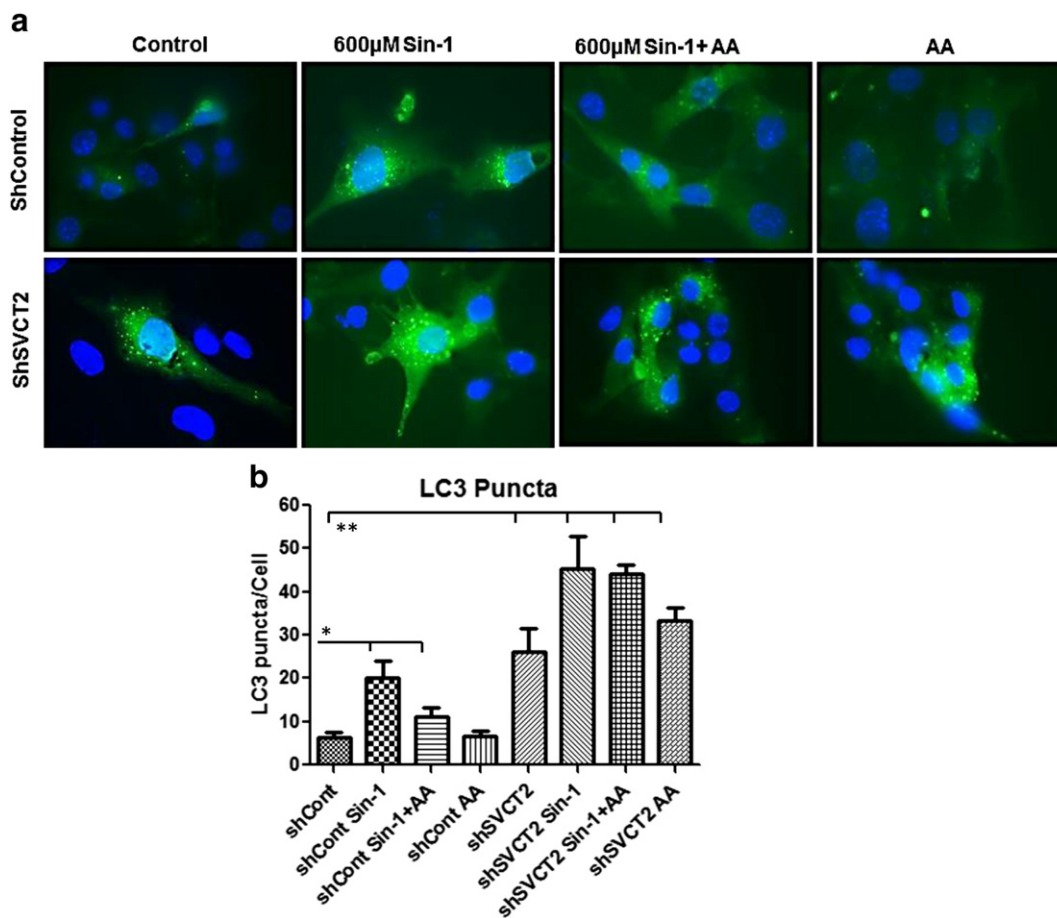 a
Control 600µM Sin-1 600µM Sin-1+AA AA
ShControl
ShSVCT2
b
LC3 Puncta
LC3 puncta/Cell
60
50
40
30
20
10
0
**
*
shCont
shCont Sin-1
shCont Sin-1+AA
shCont AA
shSVCT2
shSVCT2 Sin-1
shSVCT2 Sin-1+AA
shSVCT2 AA